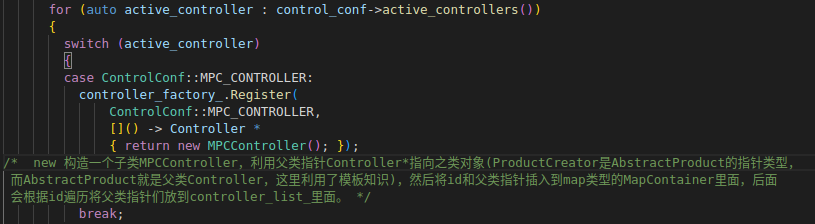 for (auto active_controller : control_conf->active_controllers())
{
switch (active_controller)
{
case ControlConf::MPC_CONTROLLER:
controller_factory_.Register(
ControlConf::MPC_CONTROLLER,
[]() -> Controller *
{ return new MPCController(); });
/* new 构造一个子类MPCController，利用父类指针Controller*指向之类对象(ProductCreator是AbstractProduct的指针类型，
而AbstractProduct就是父类Controller，这里利用了模板知识)，然后将id和父类指针插入到map类型的MapContainer里面，后面
会根据id遍历将父类指针们放到controller_list_里面。 */
break;